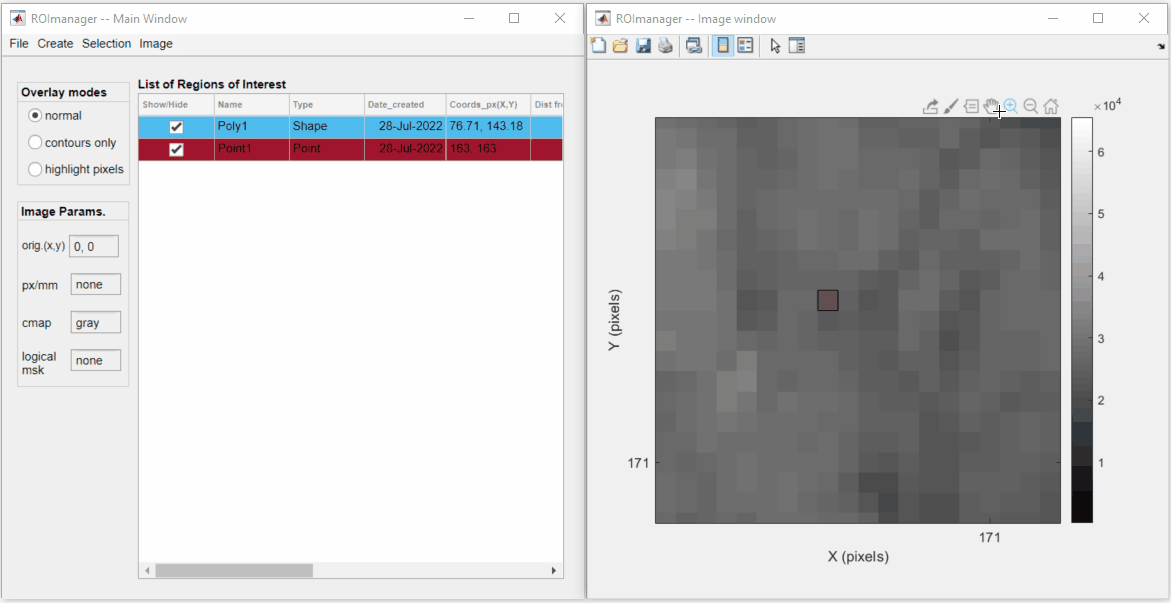 ROImanager -- Main Window
File Create Selection Image
Overlay modes
normal
contours only
highlight pixels
Image Params.
orig.(x,y) 0, 0
px/mm none
cmap gray
logical
msk none
List of Regions of Interest
Show/Hide Name Type Date_created Coords_px(X,Y) Dist fr
Poly1 Shape 28-Jul-2022 76.71, 143.18
Point1 Point 28-Jul-2022 163, 163
ROImanager -- Image window
×10⁴
6
5
4
3
2
1
Y (pixels)
171
171
X (pixels)